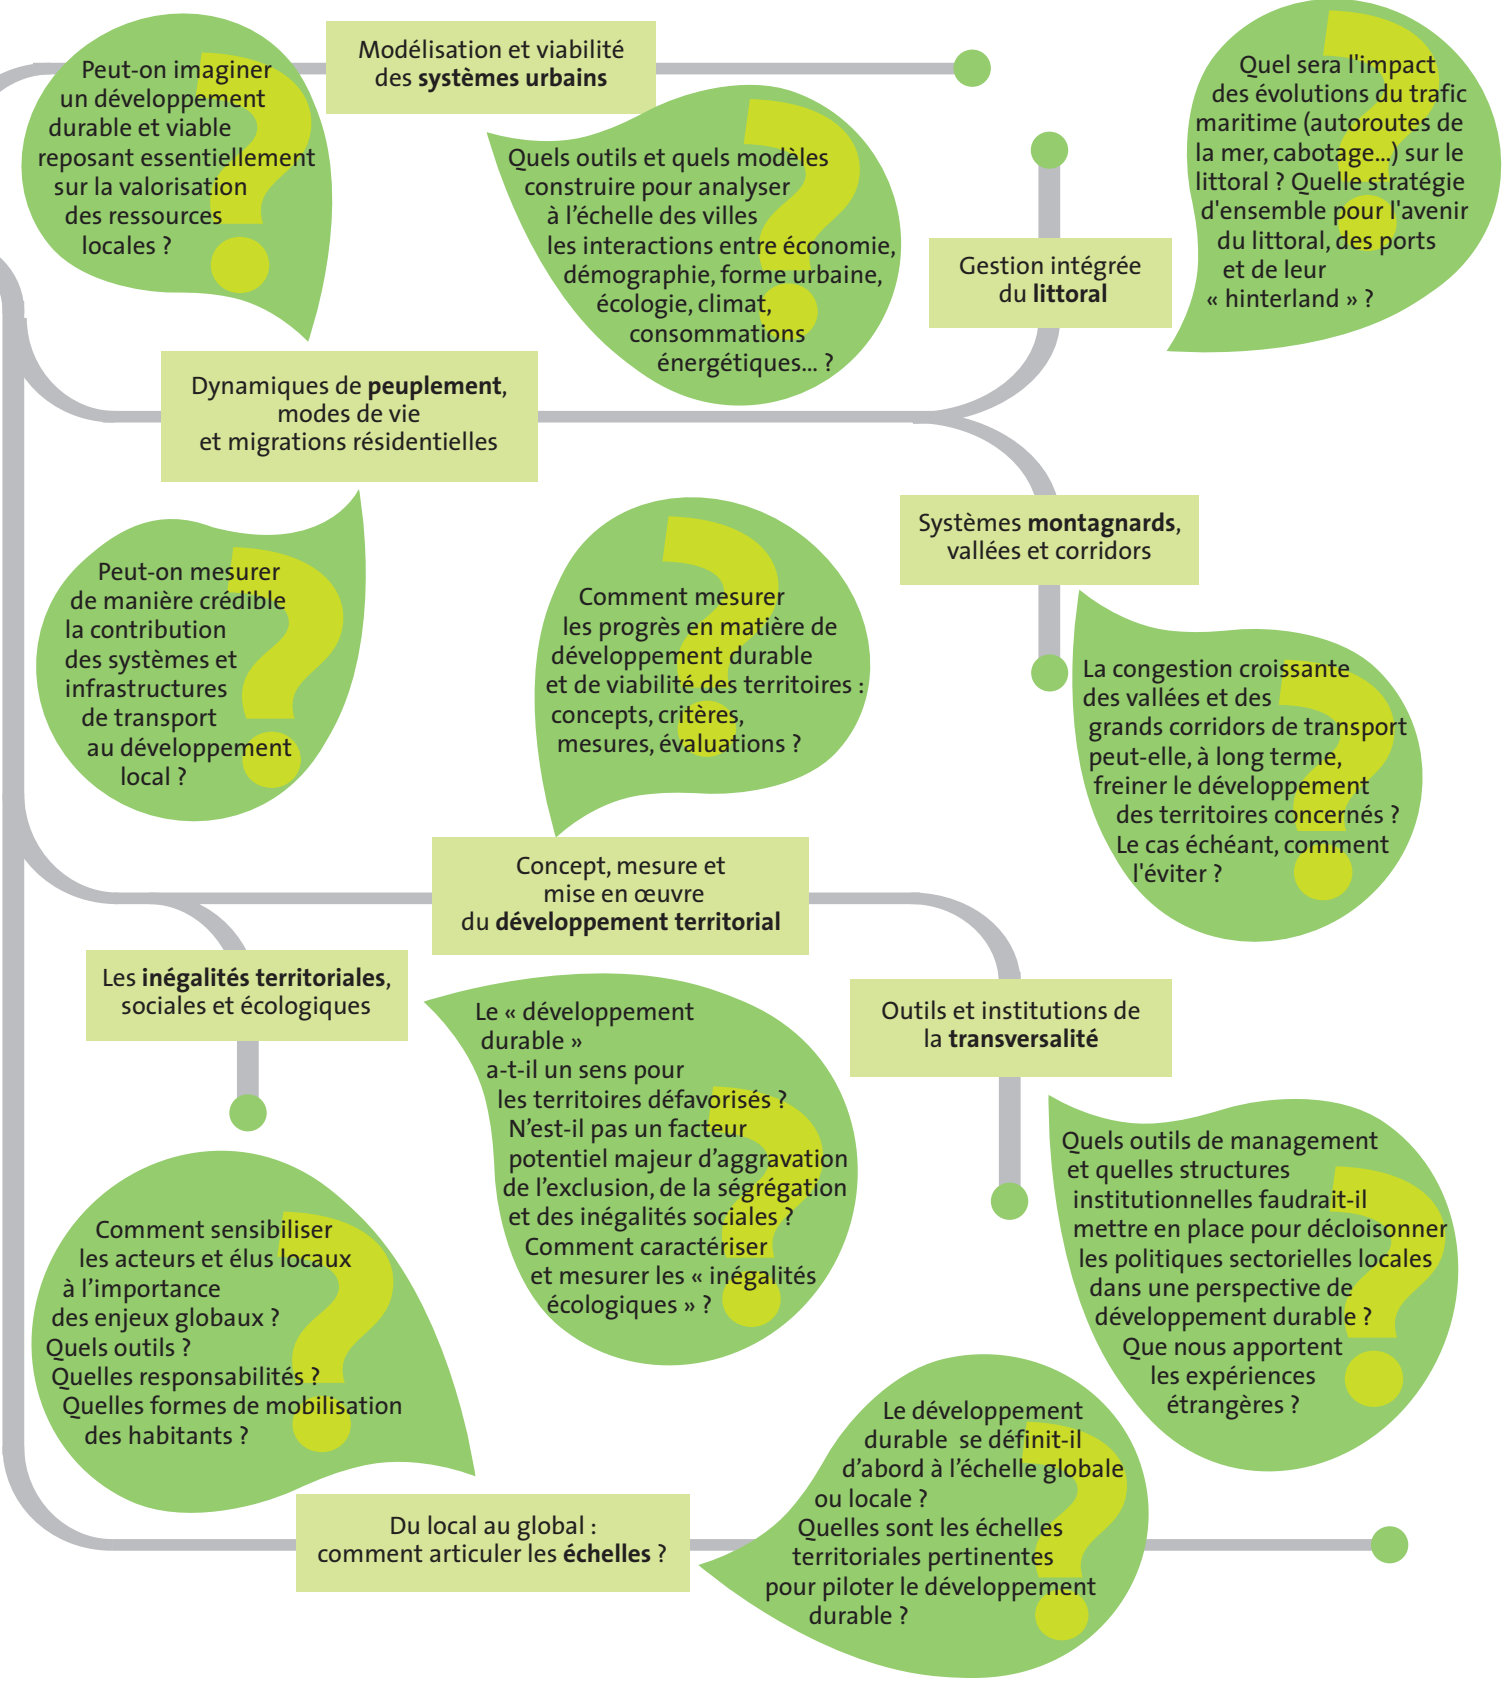 Peut-on imaginer
un développement
durable et viable
reposant essentiellement
sur la valorisation
des ressources
locales ?
Modélisation et viabilité
des systèmes urbains
Quels outils et quels modèles
construire pour analyser
à l’échelle des villes
les interactions entre économie,
démographie, forme urbaine,
écologie, climat,
consommations
énergétiques... ?
Quel sera l'impact
des évolutions du trafic
maritime (autoroutes de
la mer, cabotage...) sur le
littoral ? Quelle stratégie
d'ensemble pour l'avenir
du littoral, des ports
et de leur
« hinterland » ?
Gestion intégrée
du littoral
Dynamiques de peuplement,
modes de vie
et migrations résidentielles
Systèmes montagnards,
vallées et corridors
Peut-on mesurer
de manière crédible
la contribution
des systèmes et
infrastructures
de transport
au développement
local ?
Comment mesurer
les progrès en matière de
développement durable
et de viabilité des territoires :
concepts, critères,
mesures, évaluations ?
La congestion croissante
des vallées et des
grands corridors de transport
peut-elle, à long terme,
freiner le développement
des territoires concernés ?
Le cas échéant, comment
l'éviter ?
Concept, mesure et
mise en œuvre
du développement territorial
Les inégalités territoriales,
sociales et écologiques
Le « développement
durable »
a-t-il un sens pour
les territoires défavorisés ?
N’est-il pas un facteur
potentiel majeur d’aggravation
de l’exclusion, de la ségrégation
et des inégalités sociales ?
Comment caractériser
et mesurer les « inégalités
écologiques » ?
Outils et institutions de
la transversalité
Quels outils de management
et quelles structures
institutionnelles faudrait-il
mettre en place pour décloisonner
les politiques sectorielles locales
dans une perspective de
développement durable ?
Que nous apportent
les expériences
étrangères ?
Comment sensibiliser
les acteurs et élus locaux
à l’importance
des enjeux globaux ?
Quels outils ?
Quelles responsabilités ?
Quelles formes de mobilisation
des habitants ?
Le développement
durable se définit-il
d’abord à l’échelle globale
ou locale ?
Quelles sont les échelles
territoriales pertinentes
pour piloter le développement
durable ?
Du local au global :
comment articuler les échelles ?